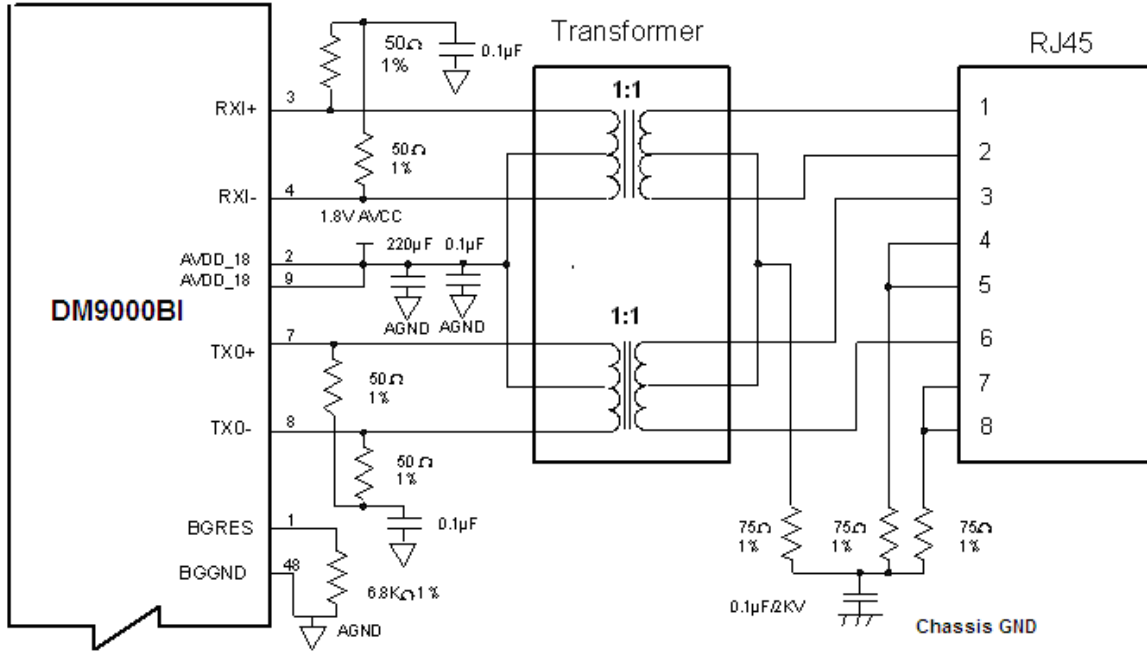 Transformer
RJ45
50Ω
1%
0.1µF
1:1
RXI+
3
1
50Ω
1%
2
RXI-
4
3
1.8V AVCC
4
220µF
0.1µF
AVDD_18
2
AVDD_18
9
5
DM9000BI
AGND
AGND
1:1
TX0+
7
6
50Ω
1%
7
TX0-
8
8
50Ω
1%
BGRES
1
0.1µF
75Ω
1%
75Ω
1%
75Ω
1%
BGGND
48
6.8KΩ 1%
0.1µF/2KV
AGND
Chassis GND